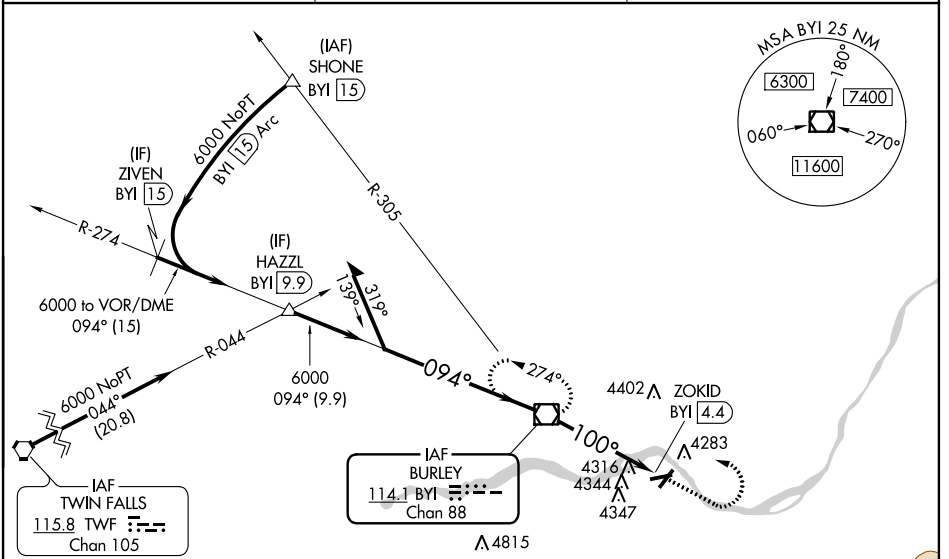 MSA BYI 25 NM
180°
6300
7400
060°
270°
11600
(IAF)
SHONE
BYI 15
6000 NoPT
BYI 15 Arc
(IF)
ZIVEN
BYI 15
R-305
R-274
(IF)
HAZZL
BYI 9.9
319°
139°
6000 to VOR/DME
094° (15)
R-044
6000
094° (9.9)
094°
274°
6000 NoPT
044°
(20.8)
4402
ZOKID
BYI 4.4
100°
4283
4316
4344
4347
IAF
BURLEY
114.1 BYI
Chan 88
IAF
TWIN FALLS
115.8 TWF
Chan 105
4815